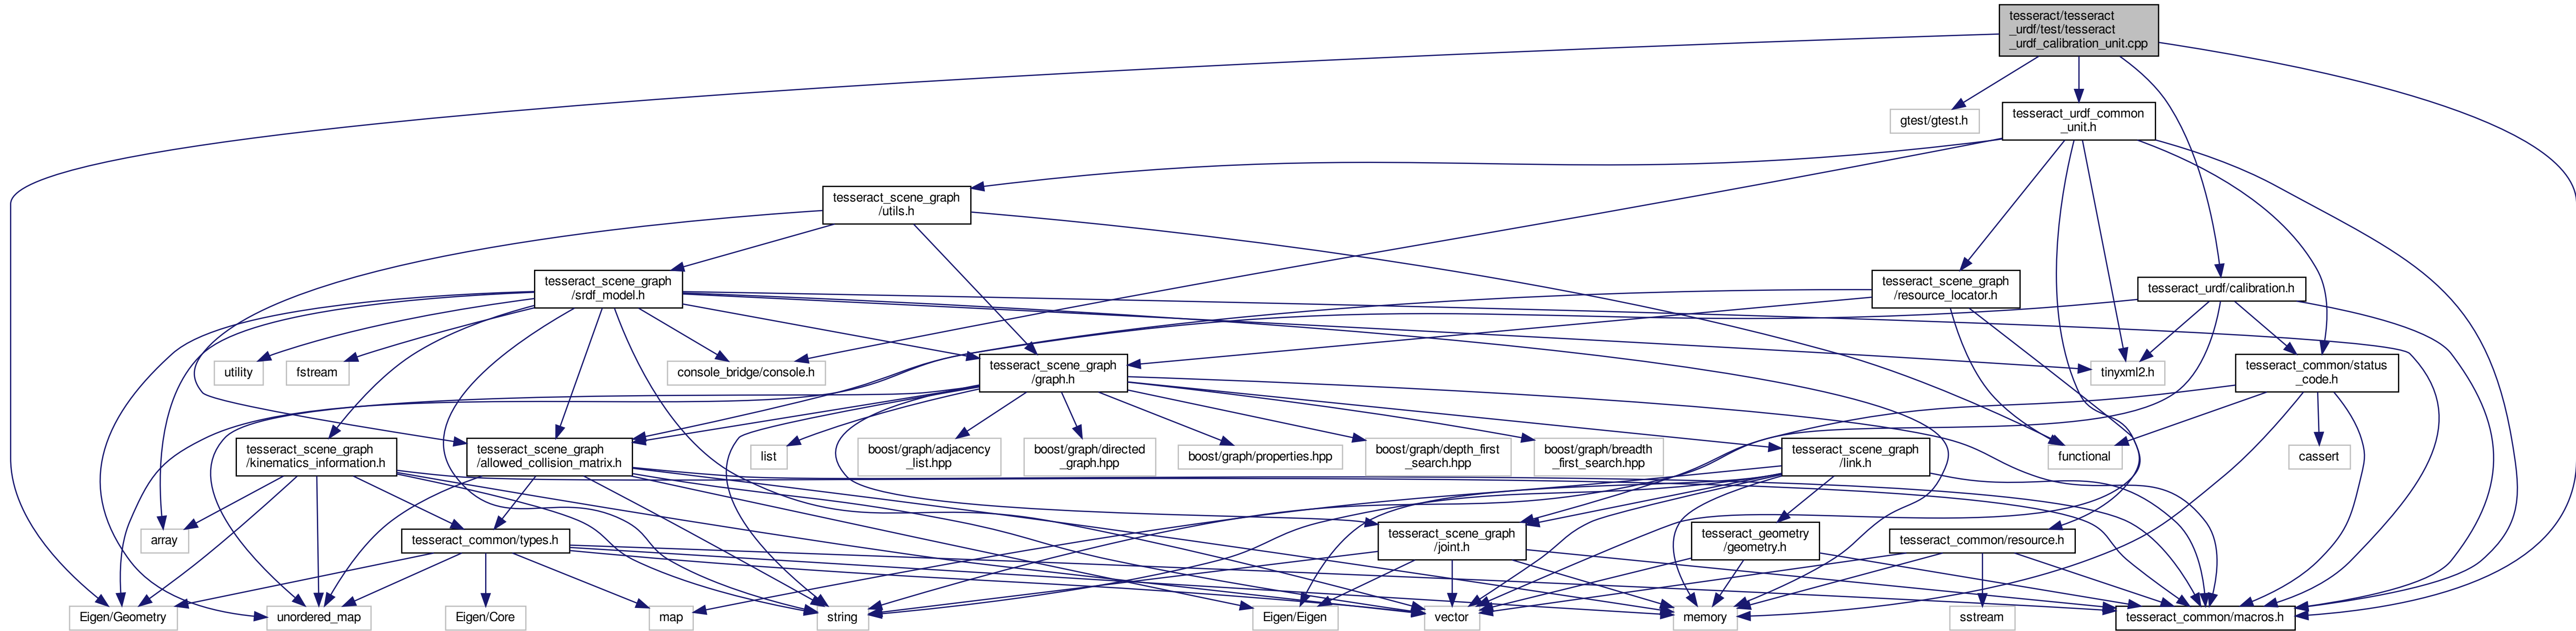 tesseract/tesseract
_urdf/test/tesseract
_urdf_calibration_unit.cpp
gtest/gtest.h
tesseract_urdf_common
_unit.h
tesseract_scene_graph
/utils.h
tesseract_scene_graph
/srdf_model.h
tesseract_scene_graph
/resource_locator.h
tesseract_urdf/calibration.h
utility
fstream
console_bridge/console.h
tesseract_scene_graph
/graph.h
tinyxml2.h
tesseract_common/status
_code.h
tesseract_scene_graph
/kinematics_information.h
tesseract_scene_graph
/allowed_collision_matrix.h
list
boost/graph/adjacency
_list.hpp
boost/graph/directed
_graph.hpp
boost/graph/properties.hpp
boost/graph/depth_first
_search.hpp
boost/graph/breadth
_first_search.hpp
tesseract_scene_graph
/link.h
functional
cassert
array
tesseract_common/types.h
tesseract_scene_graph
/joint.h
tesseract_geometry
/geometry.h
tesseract_common/resource.h
Eigen/Geometry
unordered_map
Eigen/Core
map
string
Eigen/Eigen
vector
memory
sstream
tesseract_common/macros.h